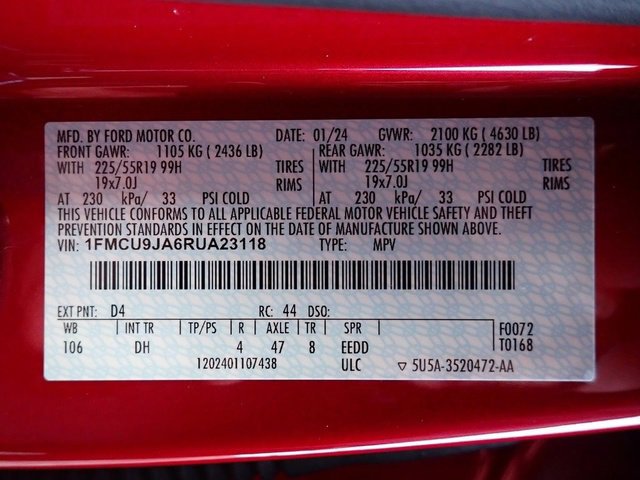 MFD. BY FORD MOTOR CO. DATE: 01/24 GVWR: 2100 KG ( 4630 LB)
FRONT GAWR: 1105 KG ( 2436 LB) REAR GAWR: 1035 KG ( 2282 LB)
WITH 225/55R19 99H TIRES WITH 225/55R19 99H TIRES
19x7.0J RIMS 19x7.0J RIMS
AT 230 kPa/ 33 PSI COLD AT 230 kPa/ 33 PSI COLD
THIS VEHICLE CONFORMS TO ALL APPLICABLE FEDERAL MOTOR VEHICLE SAFETY AND THEFT
PREVENTION STANDARDS IN EFFECT ON THE DATE OF MANUFACTURE SHOWN ABOVE.
VIN: 1FMCU9JA6RUA23118 TYPE: MPV
EXT PNT: D4 RC: 44 DSO:
WB INT TR TP/PS R AXLE TR SPR F0072
106 DH 4 47 8 EEDD T0168
1202401107438 ULC ▽ 5U5A-3520472-AA